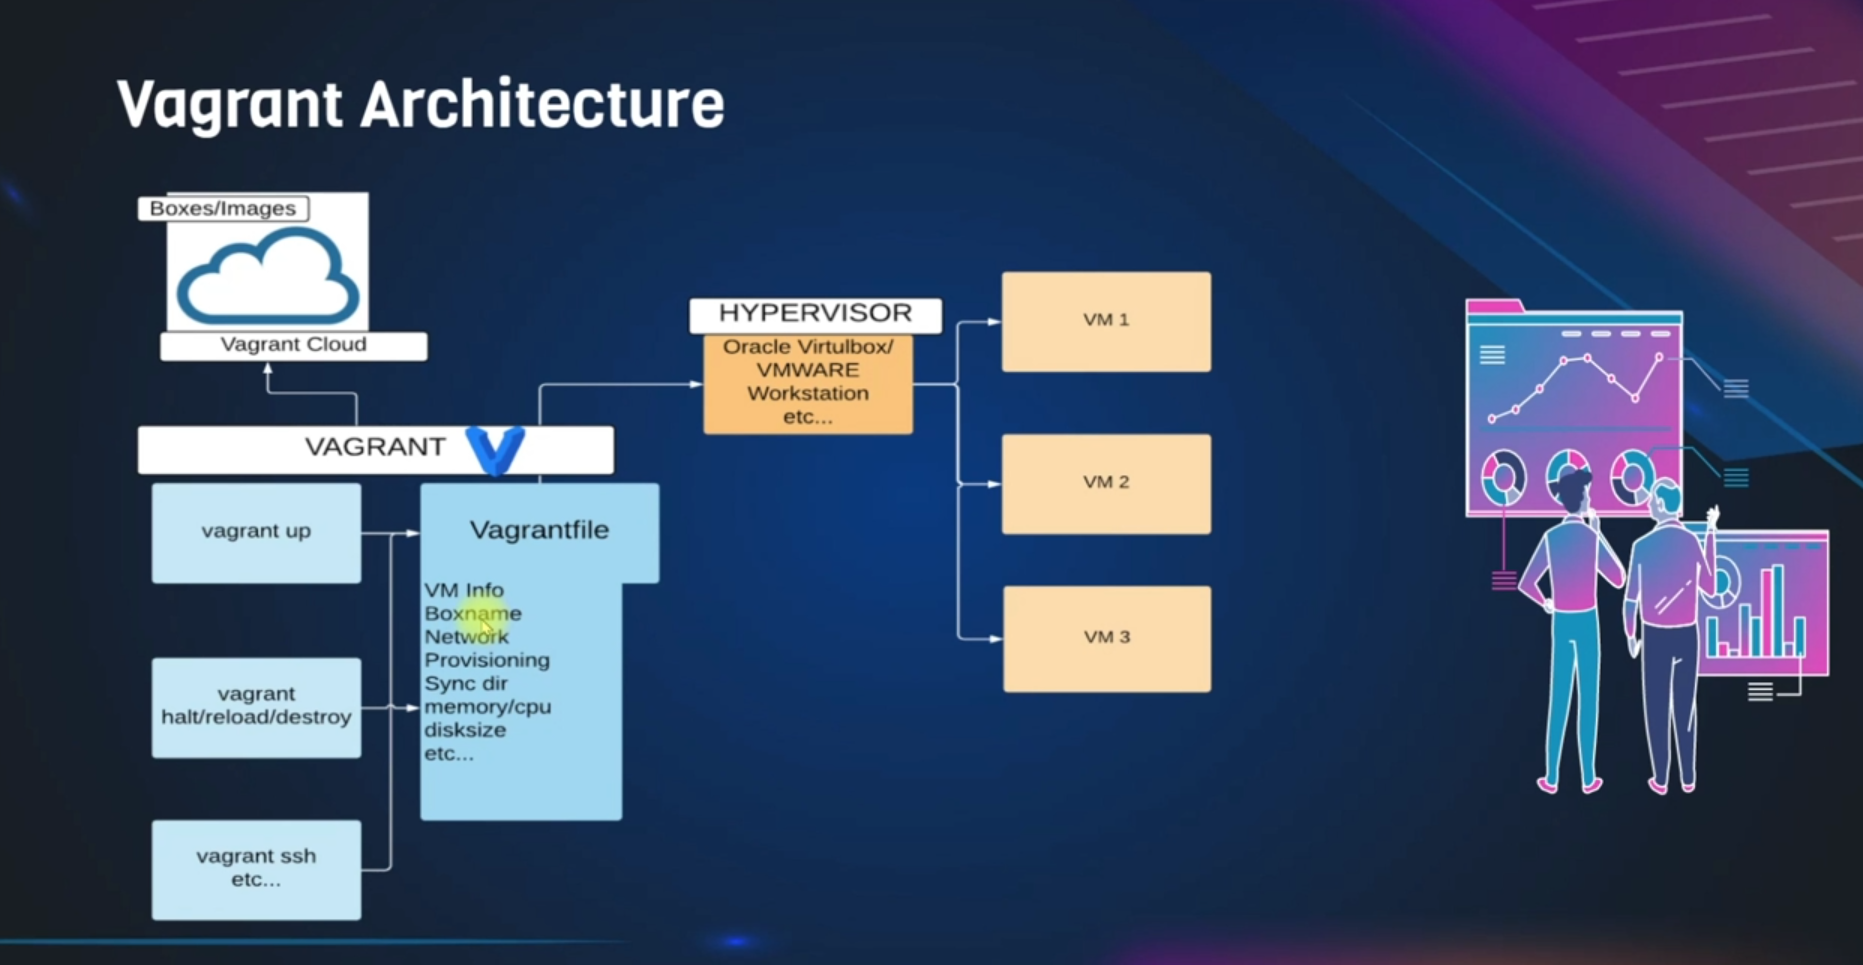 Vagrant Architecture
Boxes/Images
Vagrant Cloud
VAGRANT
vagrant up
vagrant
halt/reload/destroy
vagrant ssh
etc...
Vagrantfile
VM Info
Boxname
Network
Provisioning
Sync dir
memory/cpu
disksize
etc...
HYPERVISOR
Oracle Virtulbox/
VMWARE
Workstation
etc...
VM 1
VM 2
VM 3